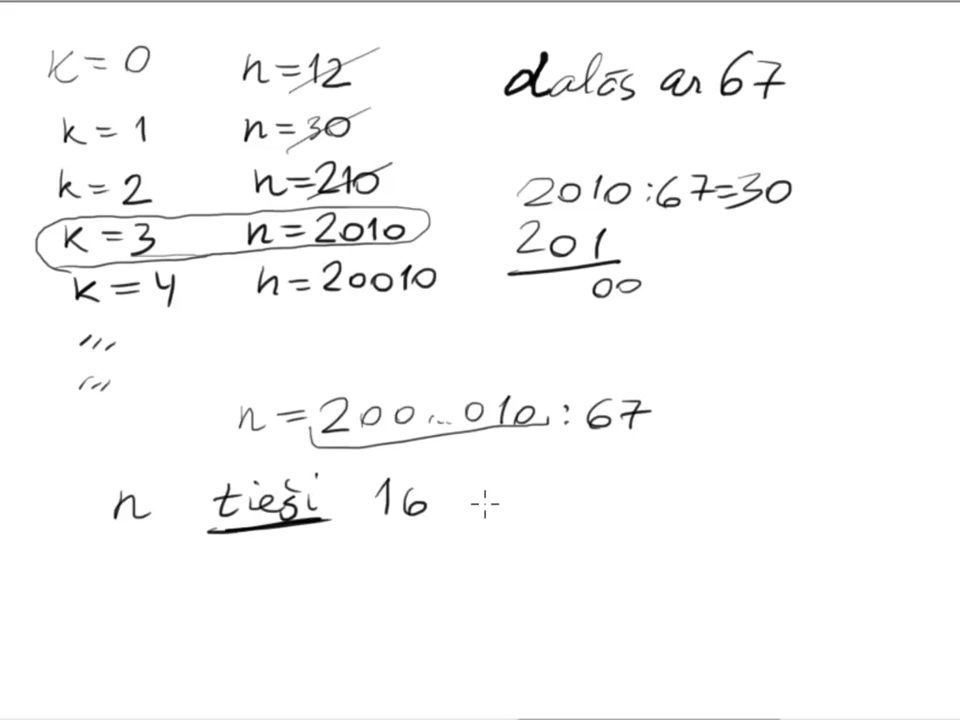 k = 0 n = 12 dalās ar 67
k = 1 n = 30
k = 2 n = 210 2010 : 67 = 30
k = 3 n = 2010 201
k = 4 n = 20010 00
,,,
,,,
n = 200...010 : 67
n tieši 16